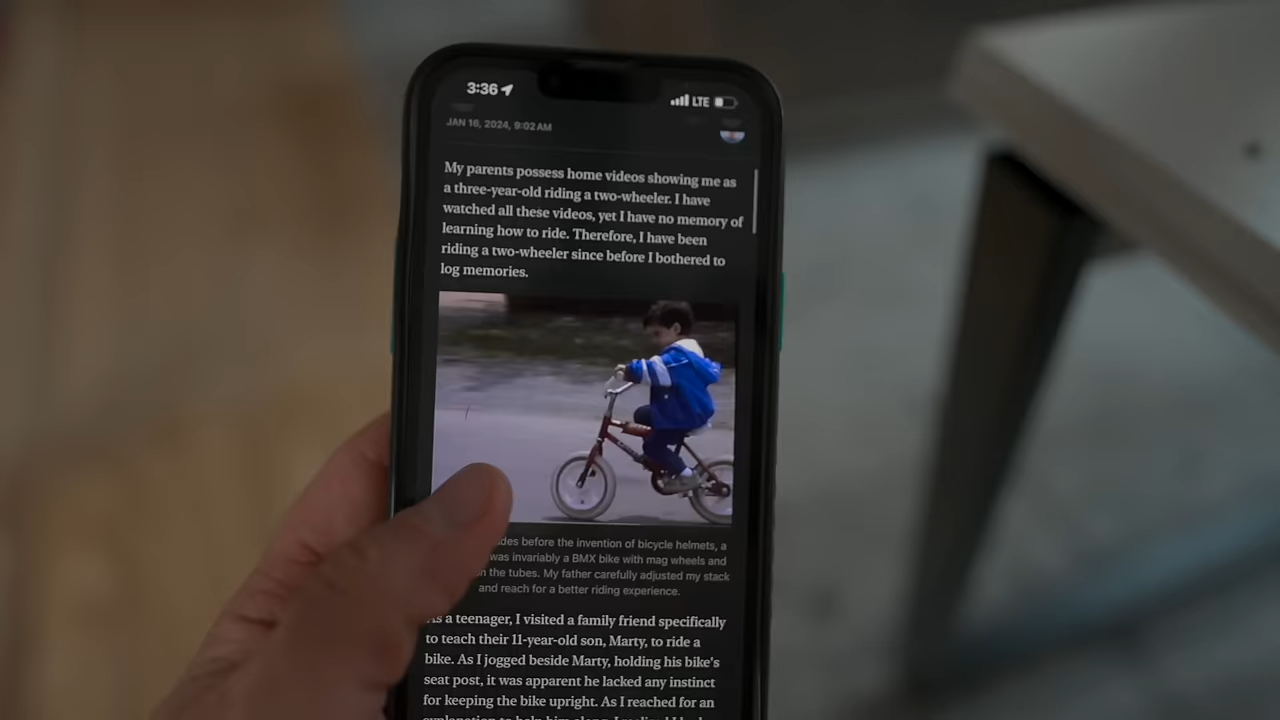 3:36
LTE
JAN 16, 2024, 9:02 AM
My parents possess home videos showing me as
a three-year-old riding a two-wheeler. I have
watched all these videos, yet I have no memory of
learning how to ride. Therefore, I have been
riding a two-wheeler since before I bothered to
log memories.
before the invention of bicycle helmets, a
was invariably a BMX bike with mag wheels and
the tubes. My father carefully adjusted my stack
and reach for a better riding experience.
As a teenager, I visited a family friend specifically
to teach their 11-year-old son, Marty, to ride a
bike. As I jogged beside Marty, holding his bike's
seat post, it was apparent he lacked any instinct
for keeping the bike upright. As I reached for an